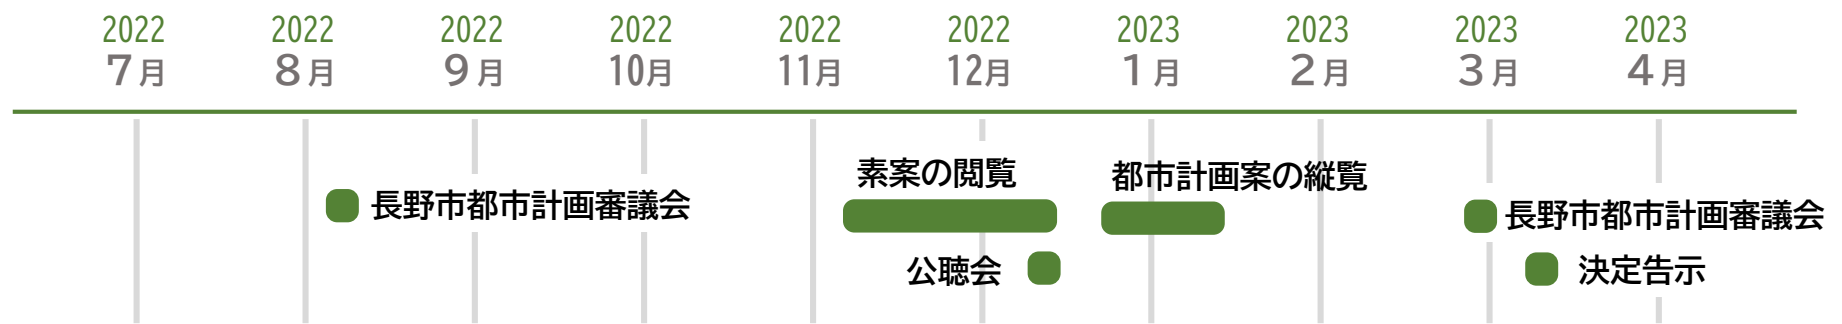 2022 2022 2022 2022 2022 2022 2023 2023 2023 2023
7月 8月 9月 10月 11月 12月 1月 2月 3月 4月
素案の閲覧 都市計画案の縦覧
長野市都市計画審議会 長野市都市計画審議会
公聴会 決定告示